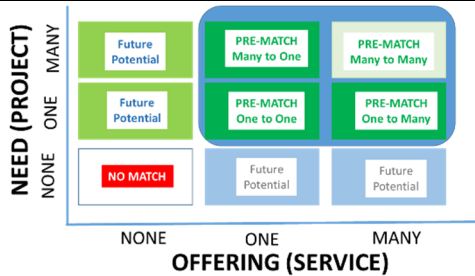 NEED (PROJECT)
MANY
ONE
NONE
Future
Potential
PRE-MATCH
Many to One
PRE-MATCH
Many to Many
Future
Potential
PRE-MATCH
One to One
PRE-MATCH
One to Many
NO MATCH
Future
Potential
Future
Potential
NONE
ONE
MANY
OFFERING (SERVICE)